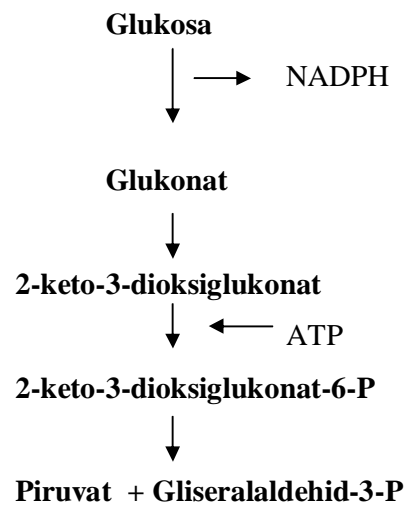 Glukosa
NADPH
Glukonat
2-keto-3-dioksiglukonat
ATP
2-keto-3-dioksiglukonat-6-P
Piruvat + Gliseralaldehid-3-P